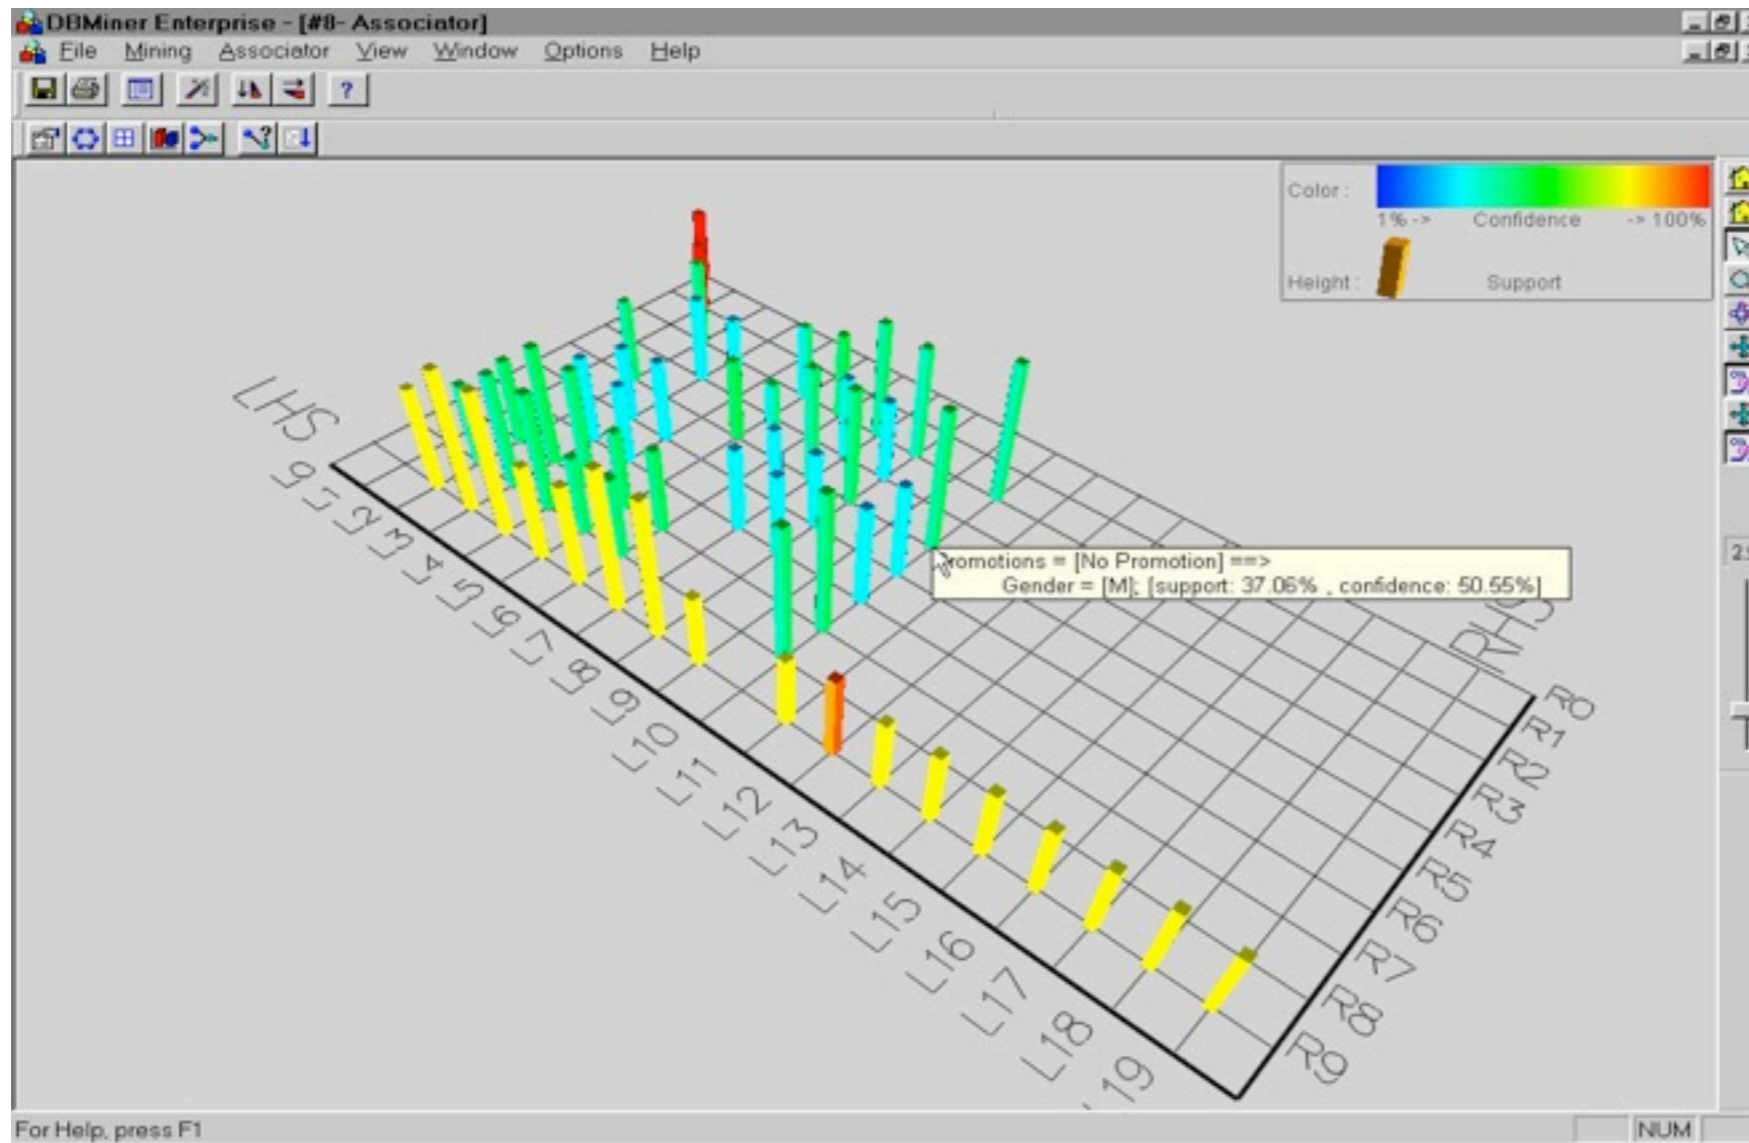 DBMiner Enterprise - [#8- Associator]
File Mining Associator View Window Options Help
?
Color :
1% -> Confidence -> 100%
Height : Support
LHS
L1
L2
L3
L4
L5
L6
L7
L8
L9
L10
L11
L12
L13
L14
L15
L16
L17
L18
19
romotions = [No Promotion] ==>
Gender = [M]; [support: 37.06% , confidence: 50.55%]
RHS
R0
R1
R2
R3
R4
R5
R6
R7
R8
R9
For Help, press F1
NUM